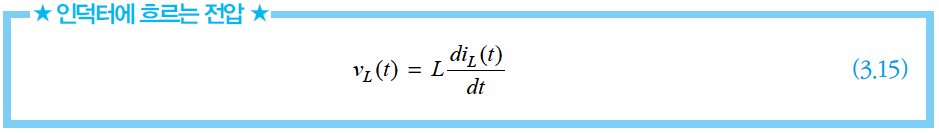 ★ 인덕터에 흐르는 전압 ★
v_L(t) = L di_L(t)/dt (3.15)